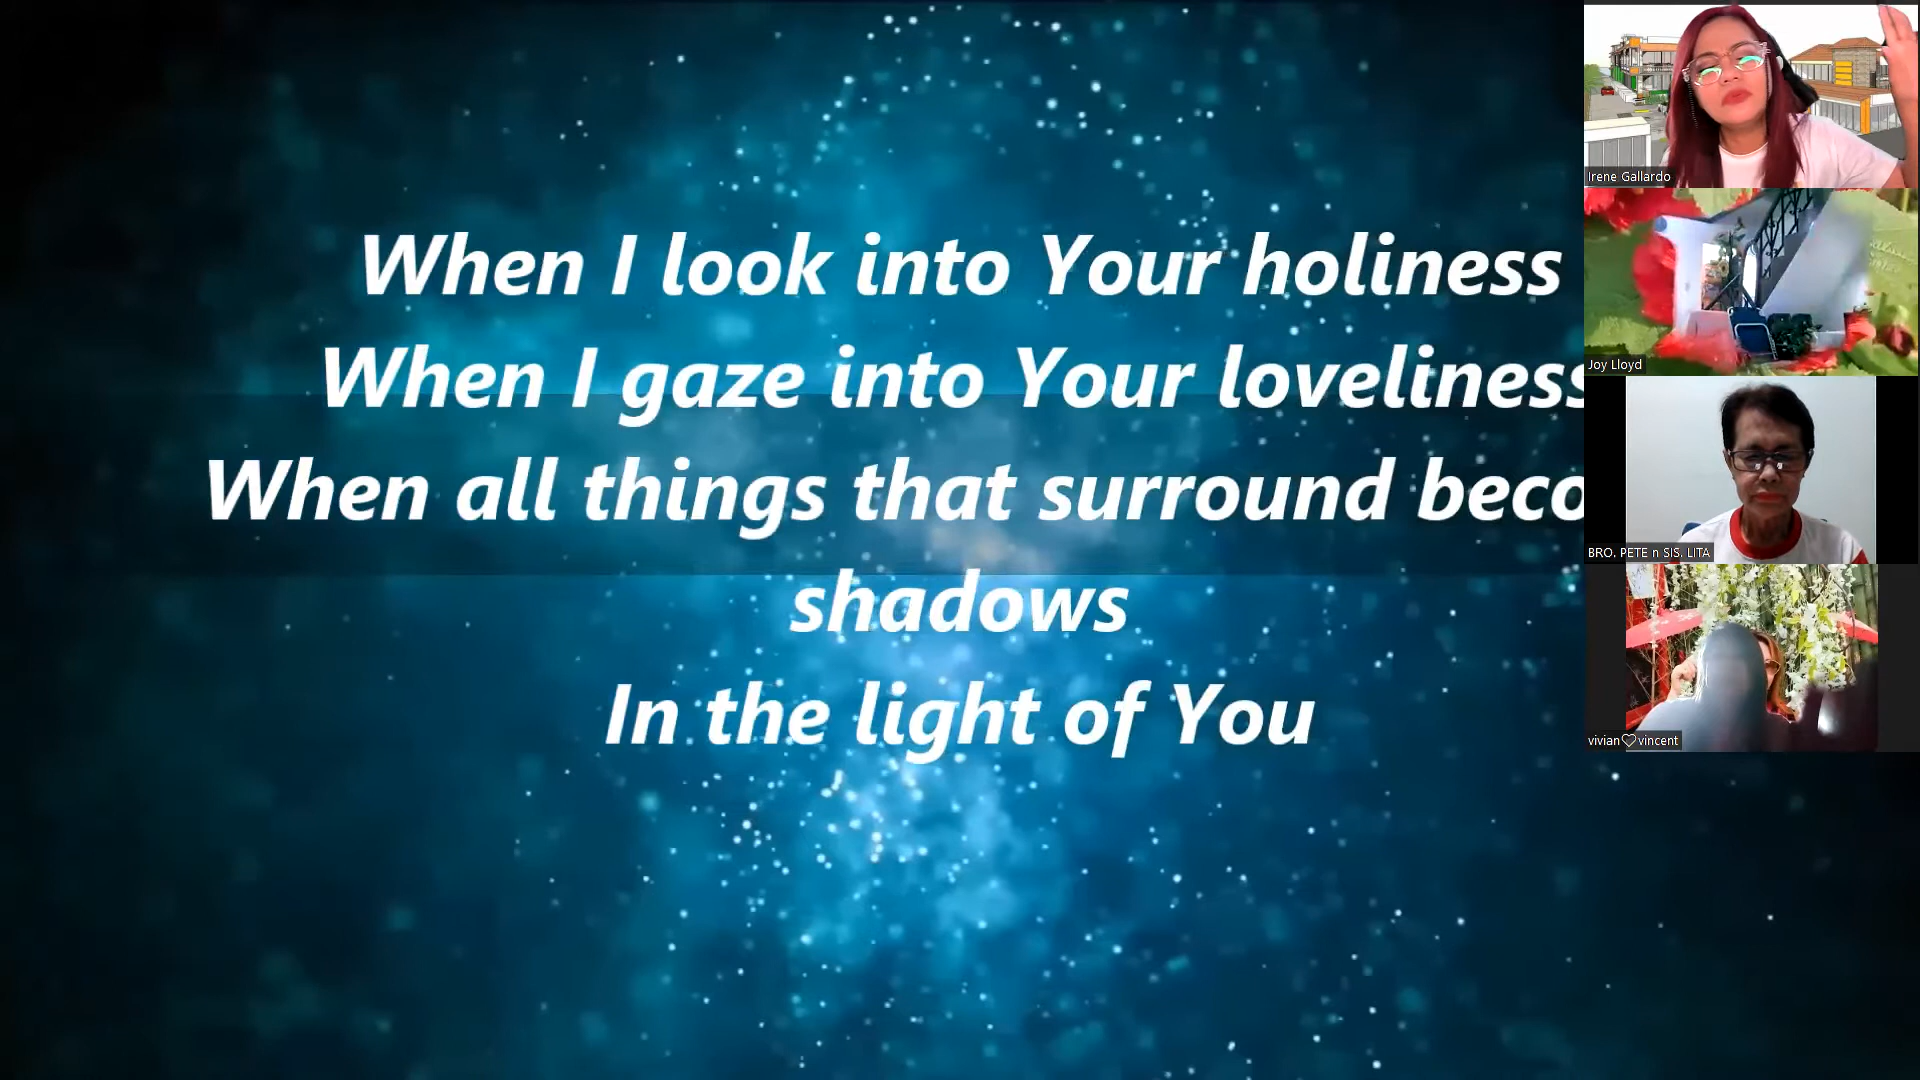 When I look into Your holiness
When I gaze into Your loveliness
When all things that surround beco
shadows
In the light of You
Irene Gallardo
Joy Lloyd
BRO. PETE n SIS. LITA
vivian♡vincent